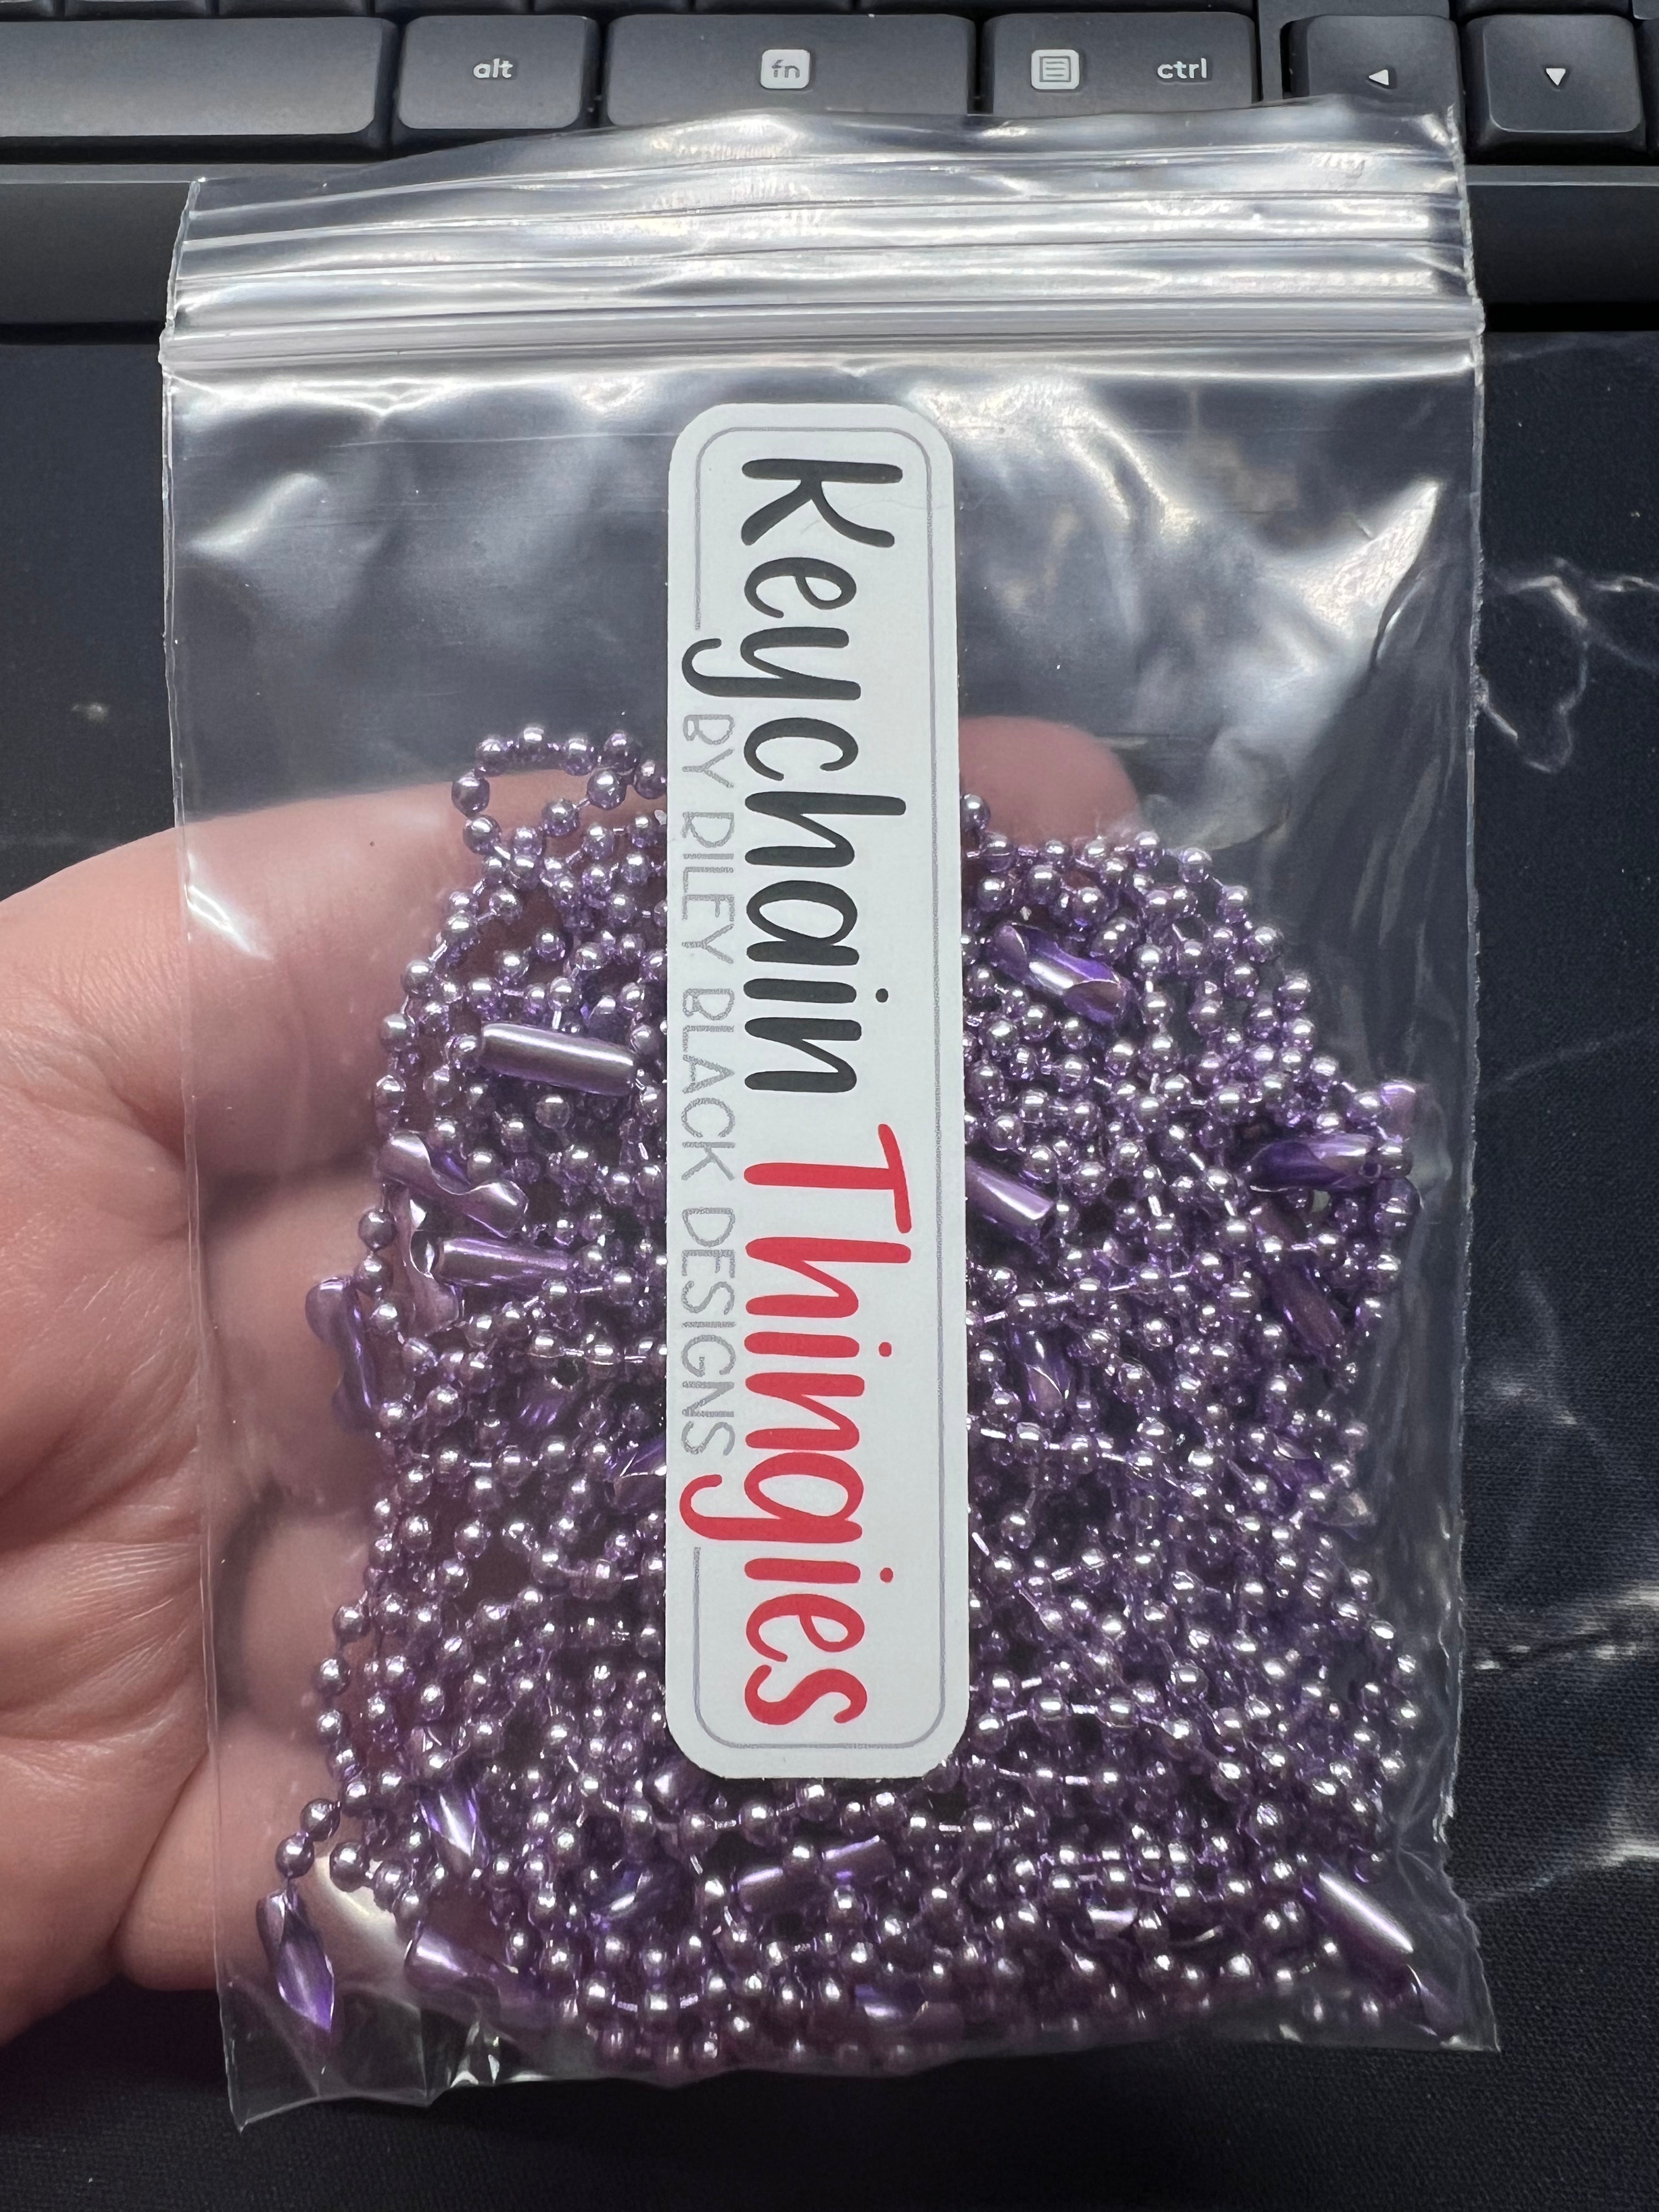 alt
fn
ctrl
Keychain Thingies
BY RILEY BLACK DESIGNS